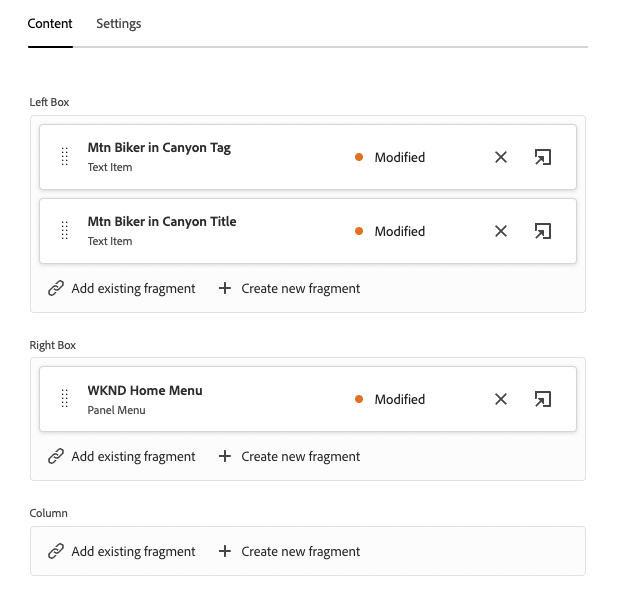 Content Settings
Left Box
Mtn Biker in Canyon Tag
Text Item
Modified
Mtn Biker in Canyon Title
Text Item
Modified
Add existing fragment Create new fragment
Right Box
WKND Home Menu
Panel Menu
Modified
Add existing fragment Create new fragment
Column
Add existing fragment Create new fragment